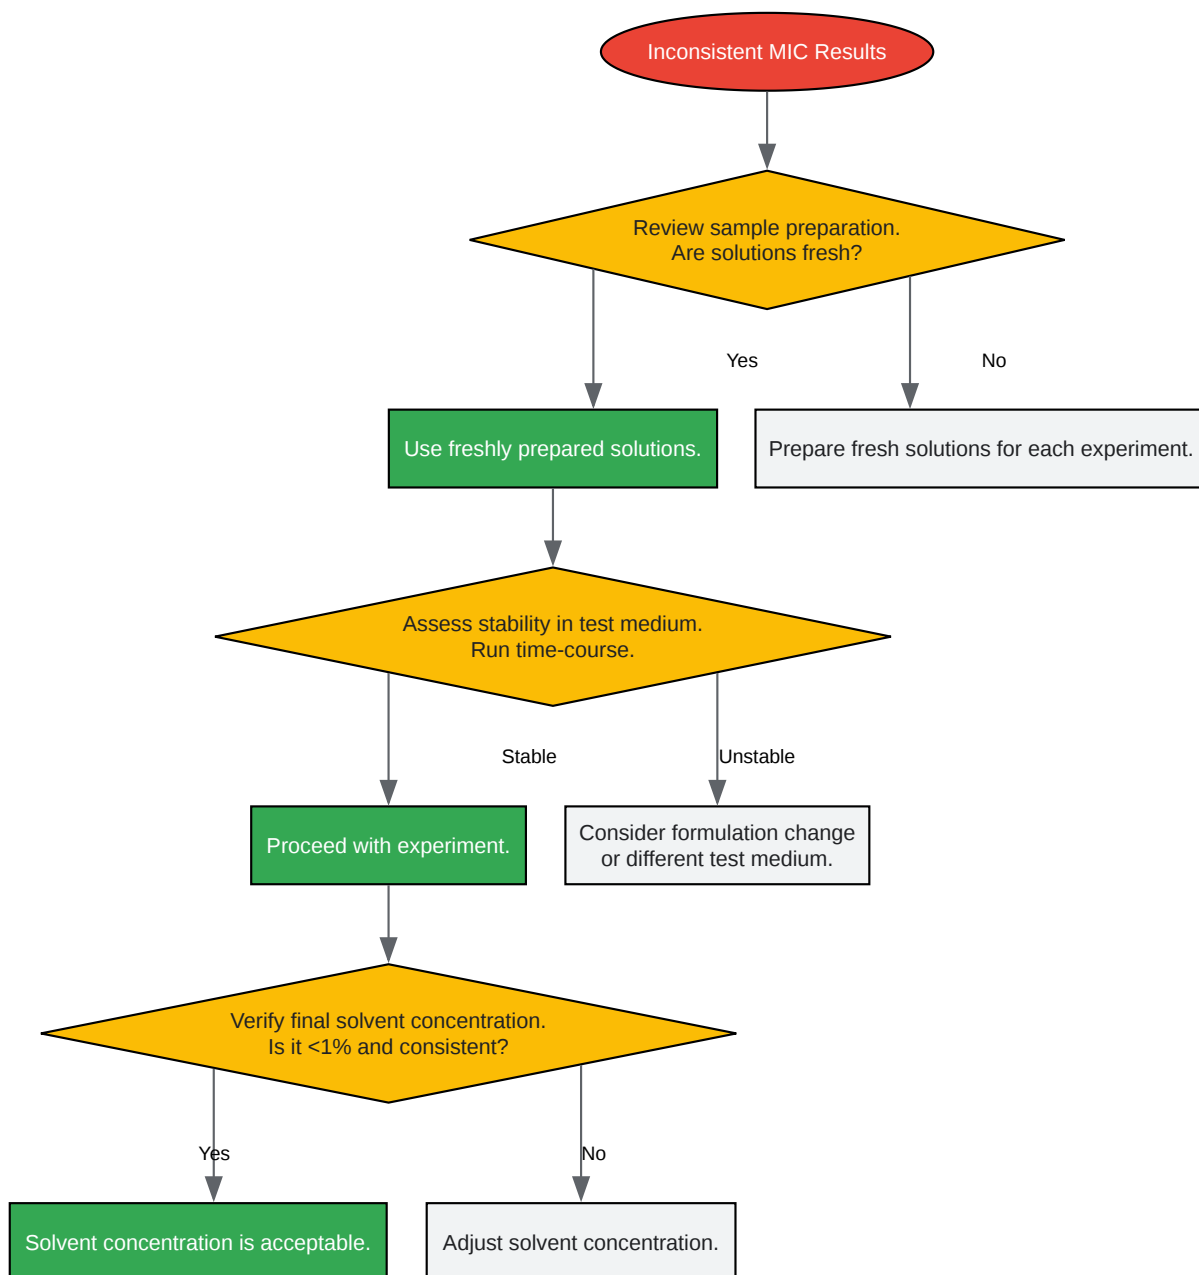 Inconsistent MIC Results
Review sample preparation.
Are solutions fresh?
Yes
No
Use freshly prepared solutions.
Prepare fresh solutions for each experiment.
Assess stability in test medium.
Run time-course.
Stable
Unstable
Proceed with experiment.
Consider formulation change
or different test medium.
Verify final solvent concentration.
Is it <1% and consistent?
Yes
No
Solvent concentration is acceptable.
Adjust solvent concentration.